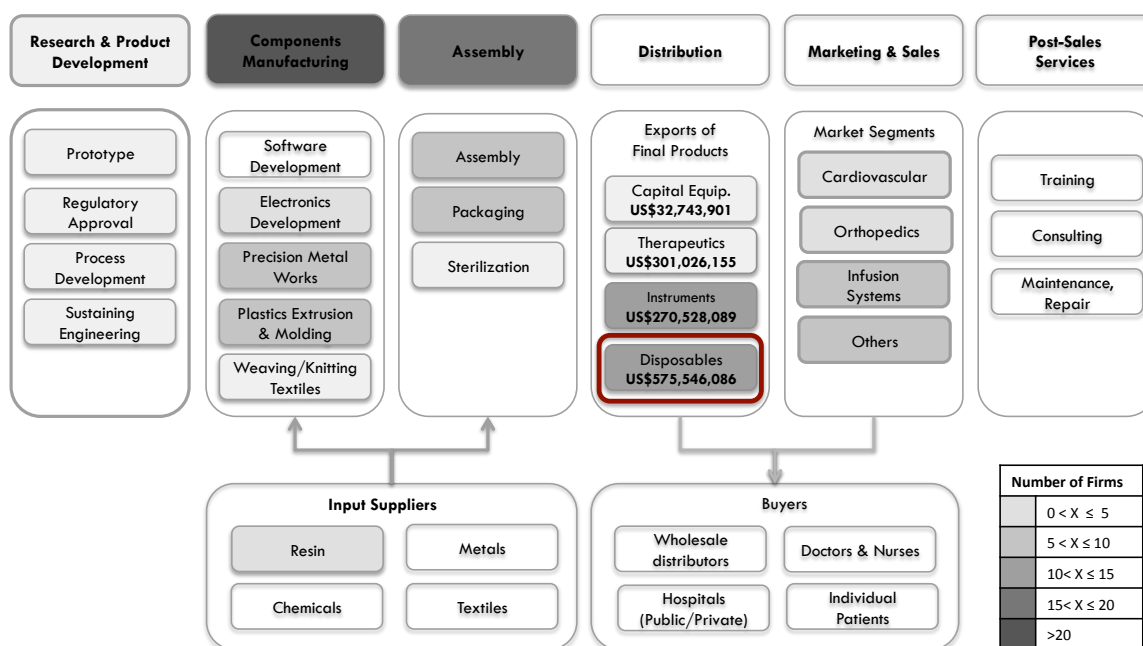 Research & Product
Development
Components
Manufacturing
Assembly
Distribution
Marketing & Sales
Post-Sales
Services
Prototype
Regulatory
Approval
Process
Development
Sustaining
Engineering
Software
Development
Electronics
Development
Precision Metal
Works
Plastics Extrusion
& Molding
Weaving/Knitting
Textiles
Assembly
Packaging
Sterilization
Exports of
Final Products
Capital Equip.
US$32,743,901
Therapeutics
US$301,026,155
Instruments
US$270,528,089
Disposables
US$575,546,086
Market Segments
Cardiovascular
Orthopedics
Infusion
Systems
Others
Training
Consulting
Maintenance,
Repair
Input Suppliers
Resin
Metals
Chemicals
Textiles
Buyers
Wholesale
distributors
Doctors & Nurses
Hospitals
(Public/Private)
Individual
Patients
Number of Firms
0 < X ≤ 5
5 < X ≤ 10
10< X ≤ 15
15< X ≤ 20
>20